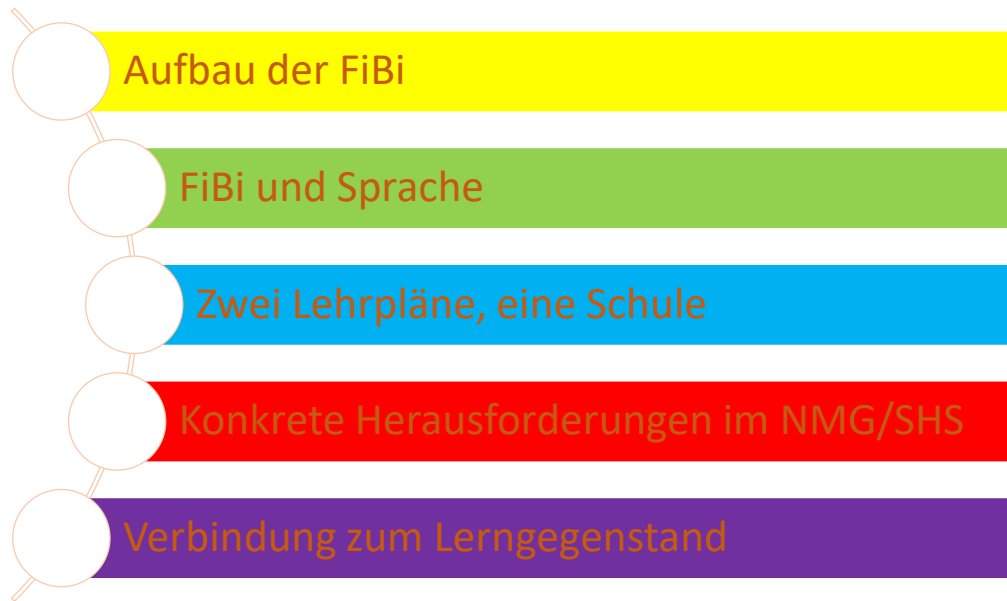 Aufbau der FiBi
FiBi und Sprache
Zwei Lehrpläne, eine Schule
Konkrete Herausforderungen im NMG/SHS
Verbindung zum Lerngegenstand